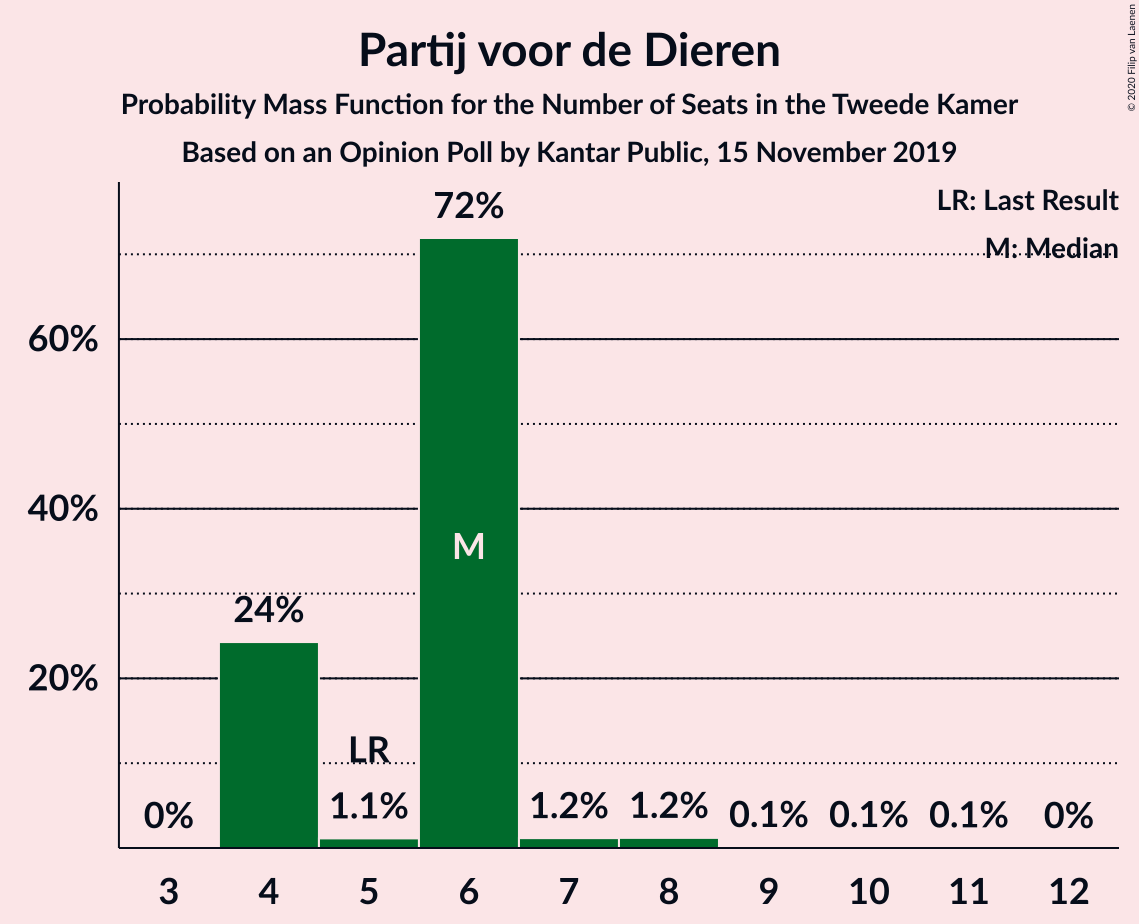 Partij voor de Dieren
Probability Mass Function for the Number of Seats in the Tweede Kamer
Based on an Opinion Poll by Kantar Public, 15 November 2019
© 2020 Filip van Laenen
LR: Last Result
M: Median
72%
60%
40%
M
24%
20%
LR
0% 1.1% 1.2% 1.2% 0.1% 0.1% 0.1% 0%
3 4 5 6 7 8 9 10 11 12